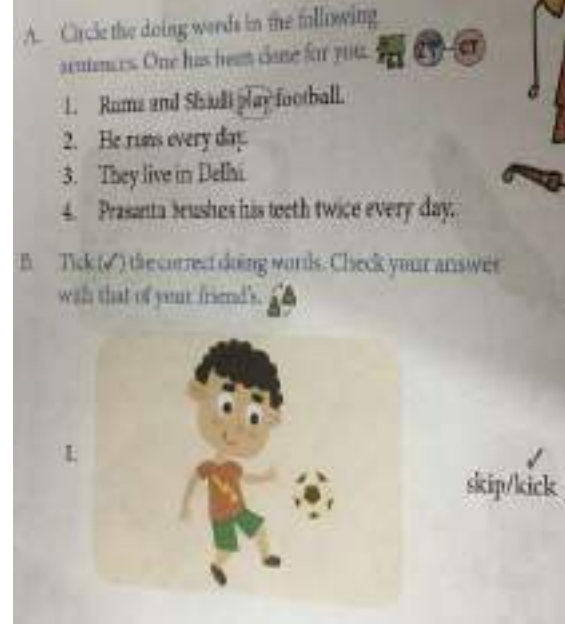 A. Circle the doing words in the following
sentences. One has been done for you.
1. Rama and Shiuli play football.
2. He runs every day.
3. They live in Delhi.
4. Prasanta brushes his teeth twice every day.
B. Tick (✓) the correct doing words. Check your answer
with that of your friend's.
1.
✓
skip/kick